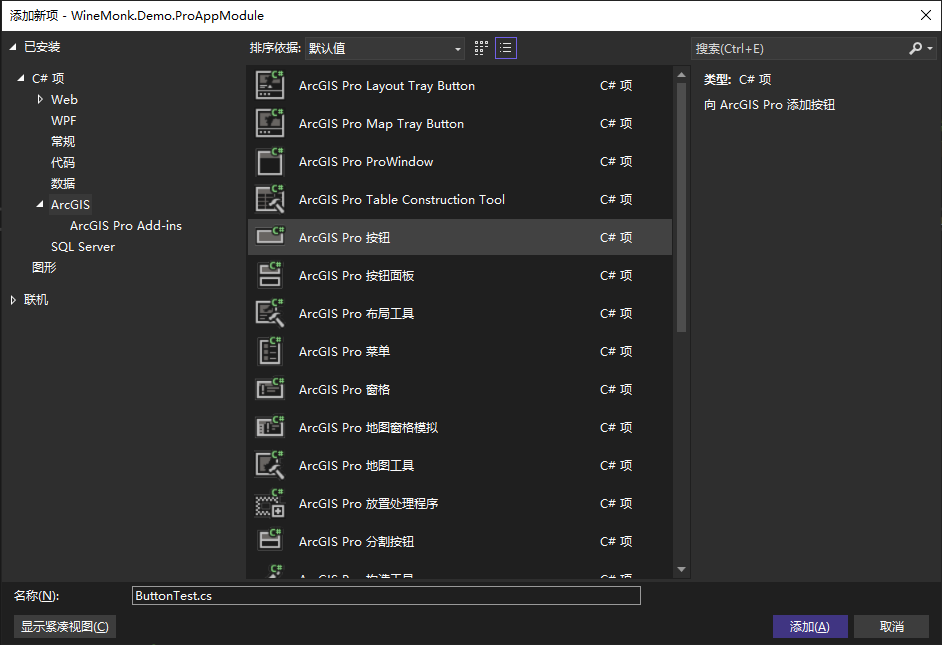 添加新项 - WineMonk.Demo.ProAppModule
已安装
C# 项
Web
WPF
常规
代码
数据
ArcGIS
ArcGIS Pro Add-ins
SQL Server
图形
联机
排序依据: 默认值
ArcGIS Pro Layout Tray Button C# 项
ArcGIS Pro Map Tray Button C# 项
ArcGIS Pro ProWindow C# 项
ArcGIS Pro Table Construction Tool C# 项
ArcGIS Pro 按钮 C# 项
ArcGIS Pro 按钮面板 C# 项
ArcGIS Pro 布局工具 C# 项
ArcGIS Pro 菜单 C# 项
ArcGIS Pro 窗格 C# 项
ArcGIS Pro 地图窗格模拟 C# 项
ArcGIS Pro 地图工具 C# 项
ArcGIS Pro 放置处理程序 C# 项
ArcGIS Pro 分割按钮 C# 项
ArcGIS Pro 构造工具 C# 项
搜索(Ctrl+E)
类型: C# 项
向 ArcGIS Pro 添加按钮
名称(N): ButtonTest.cs
显示紧凑视图(C)
添加(A) 取消